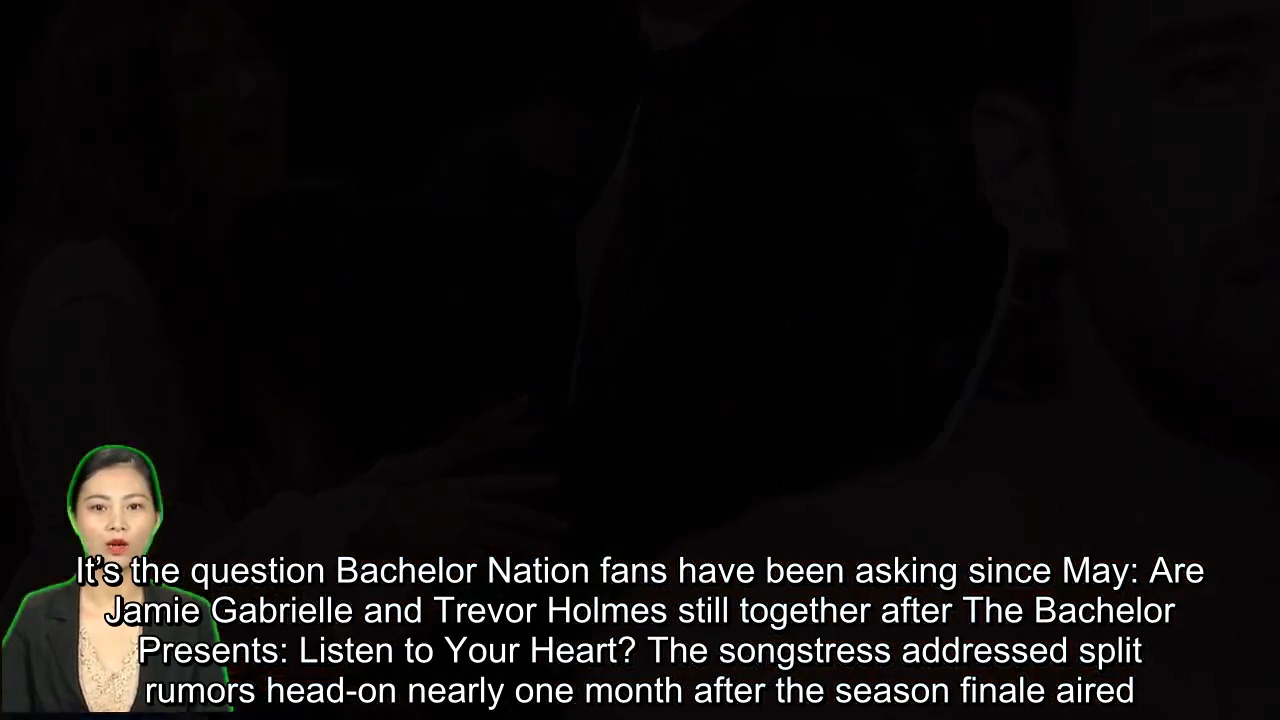 It's the question Bachelor Nation fans have been asking since May: Are
Jamie Gabrielle and Trevor Holmes still together after The Bachelor
Presents: Listen to Your Heart? The songstress addressed split
rumors head-on nearly one month after the season finale aired